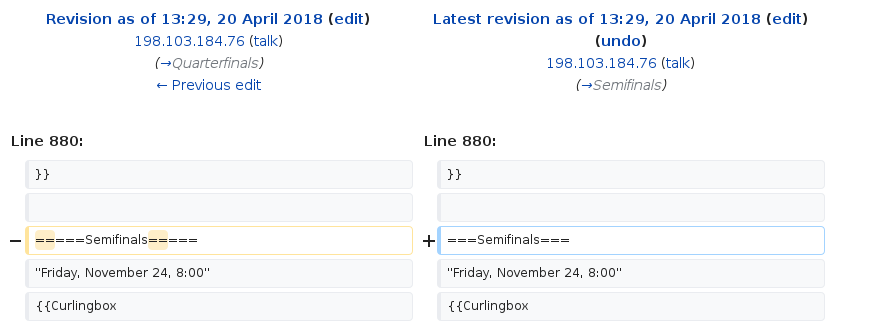 Revision as of 13:29, 20 April 2018 (edit)
198.103.184.76 (talk)
(→Quarterfinals)
← Previous edit
Latest revision as of 13:29, 20 April 2018 (edit)
(undo)
198.103.184.76 (talk)
(→Semifinals)
Line 880:
Line 880:
}}
}}
− =====Semifinals=====
+ ===Semifinals===
"Friday, November 24, 8:00"
"Friday, November 24, 8:00"
{{Curlingbox
{{Curlingbox